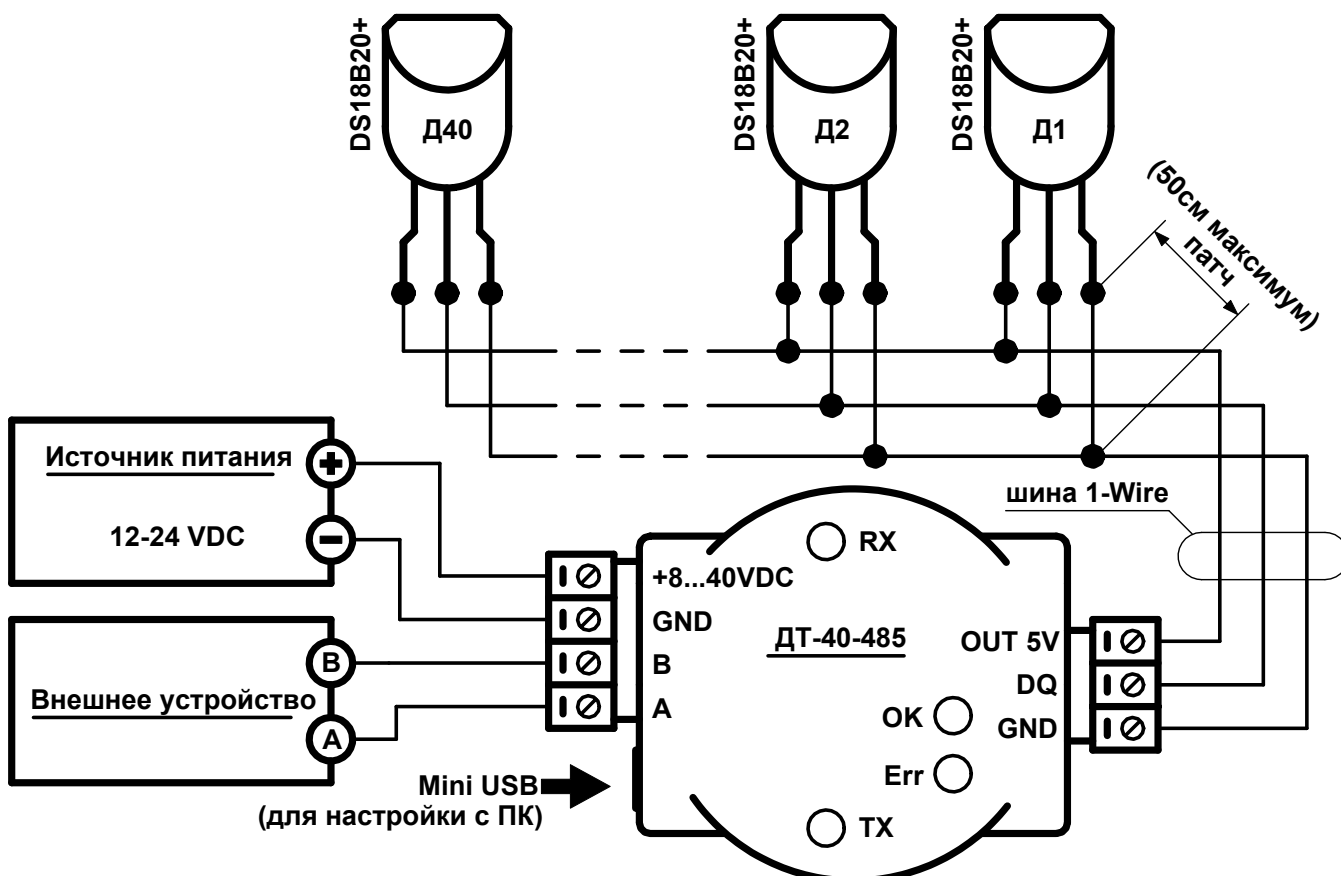 DS18B20+
Д40
DS18B20+
Д2
DS18B20+
Д1
(50см максимум)
патч
Источник питания
12-24 VDC
шина 1-Wire
RX
+8...40VDC
GND
B
A
ДТ-40-485
OUT 5V
DQ
GND
OK
Err
TX
B
Внешнее устройство
A
Mini USB
(для настройки с ПК)